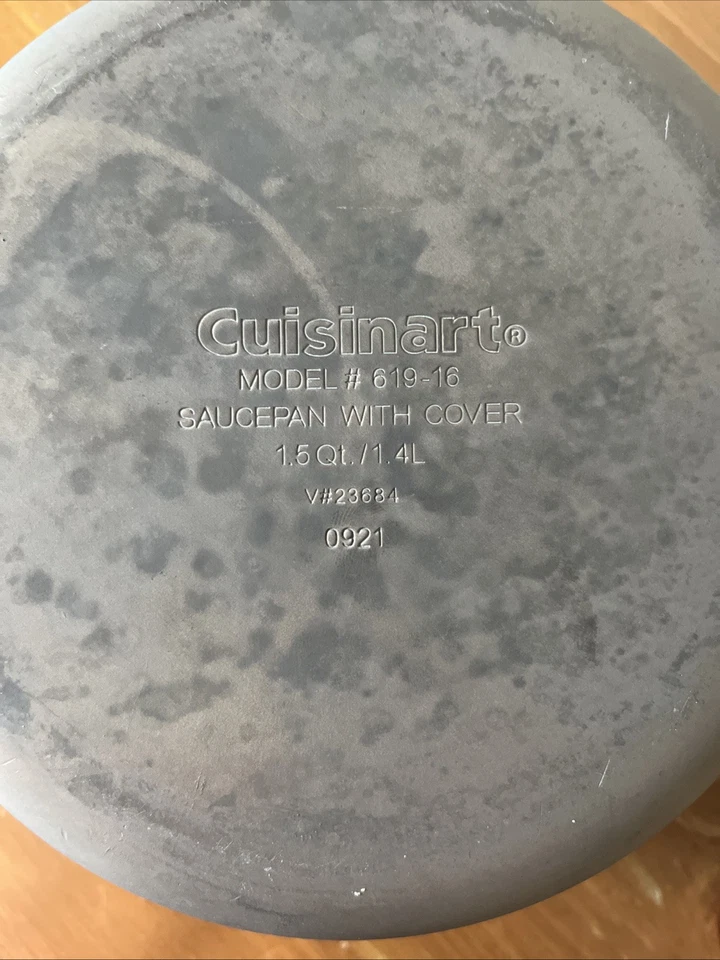 Cuisinart®
MODEL # 619-16
SAUCEPAN WITH COVER
1.5 Qt. / 1.4L
V#23684
0921